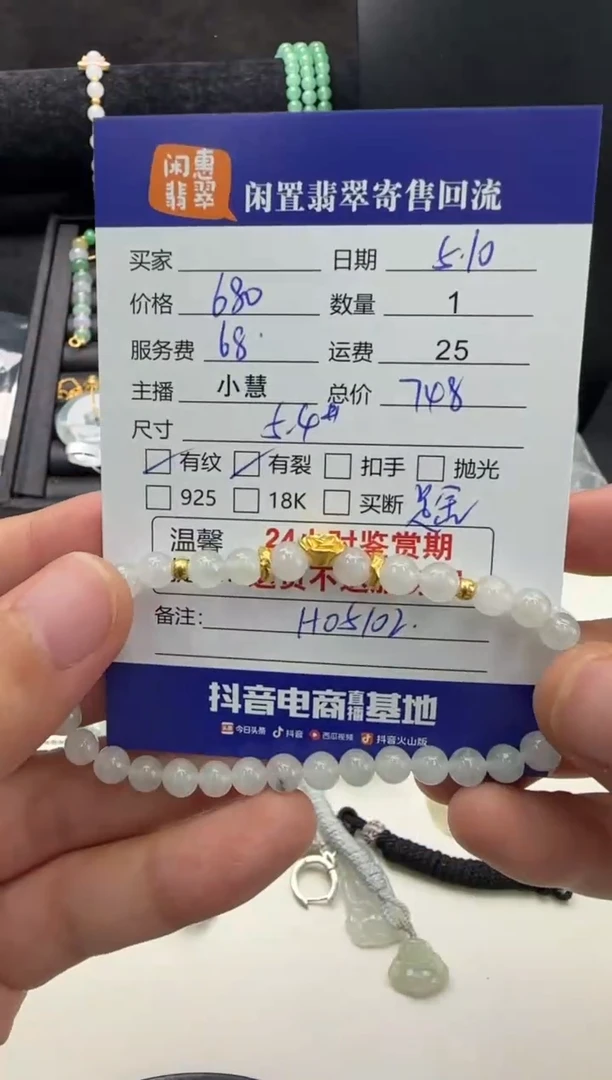 闲惠
翡翠
闲置翡翠寄售回流
买家 日期 5.10
价格 680 数量 1
服务费 68 运费 25
主播 小慧 总价 748
尺寸 5.4#
有纹 有裂 扣手 抛光
925 18K 买断
温馨 24小时鉴赏期
备注: H05102.
抖音电商直播基地
今日头条 抖音 西瓜视频 抖音火山版